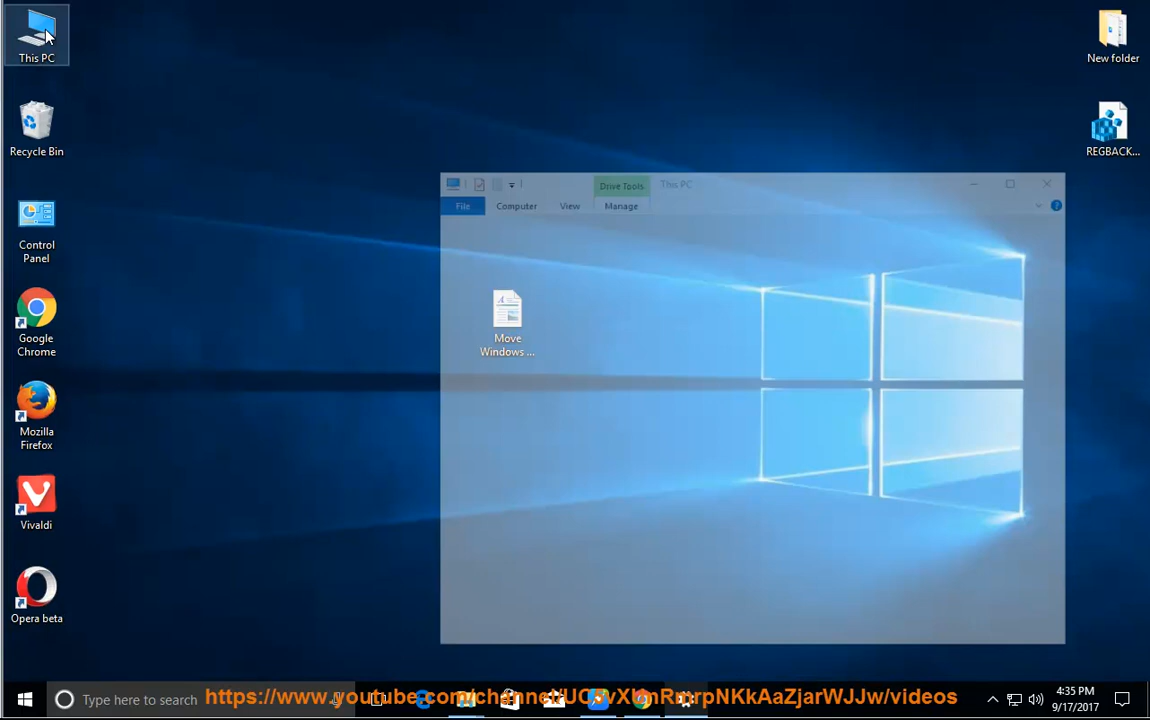 This PC
Recycle Bin
Control
Panel
Google
Chrome
Mozilla
Firefox
Vivaldi
Opera beta
New folder
REGBACK...
Drive Tools
This PC
File
Computer
View
Manage
Move
Windows ...
Type here to search
4:35 PM
9/17/2017